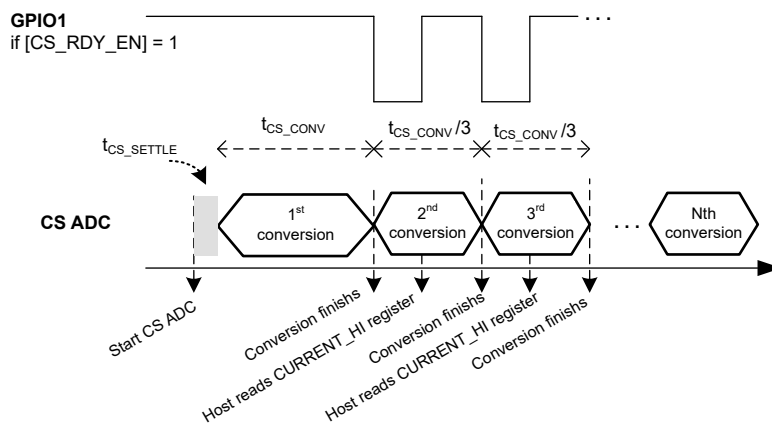 GPIO1
if [CS_RDY_EN] = 1
. . .
tCS_CONV
tCS_CONV /3
tCS_CONV /3
tCS_SETTLE
CS ADC
1st
conversion
2nd
conversion
3rd
conversion
. . .
Nth
conversion
Start CS ADC
Conversion finishs
Host reads CURRENT_HI register
Conversion finishs
Host reads CURRENT_HI register
Conversion finishs